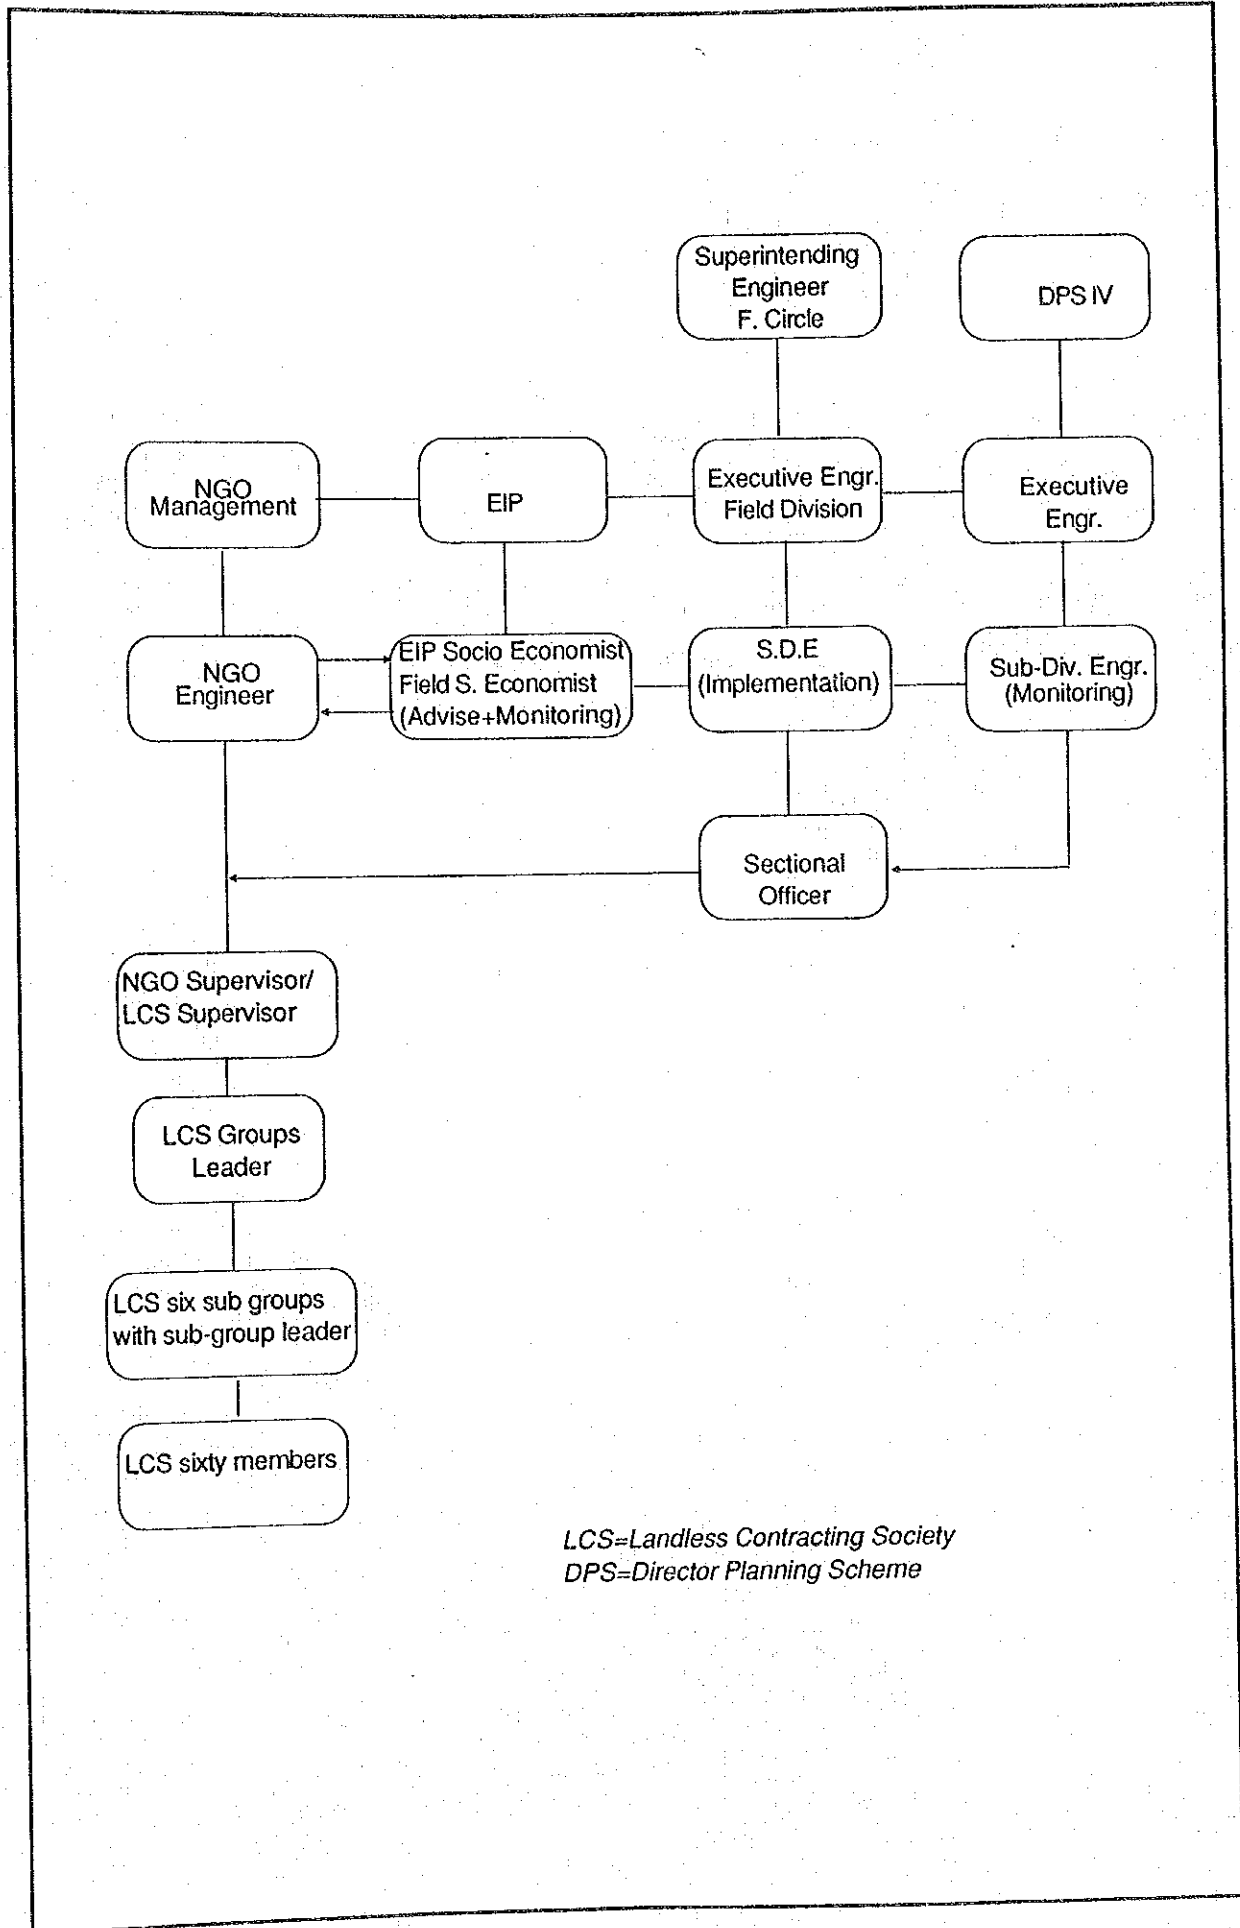 Superintending
Engineer
F. Circle
DPS IV
NGO
Management
EIP
Executive Engr.
Field Division
Executive
Engr.
NGO
Engineer
EIP Socio Economist
Field S. Economist
(Advise+Monitoring)
S.D.E
(Implementation)
Sub-Div. Engr.
(Monitoring)
Sectional
Officer
NGO Supervisor/
LCS Supervisor
LCS Groups
Leader
LCS six sub groups
with sub-group leader
LCS sixty members
LCS=Landless Contracting Society
DPS=Director Planning Scheme